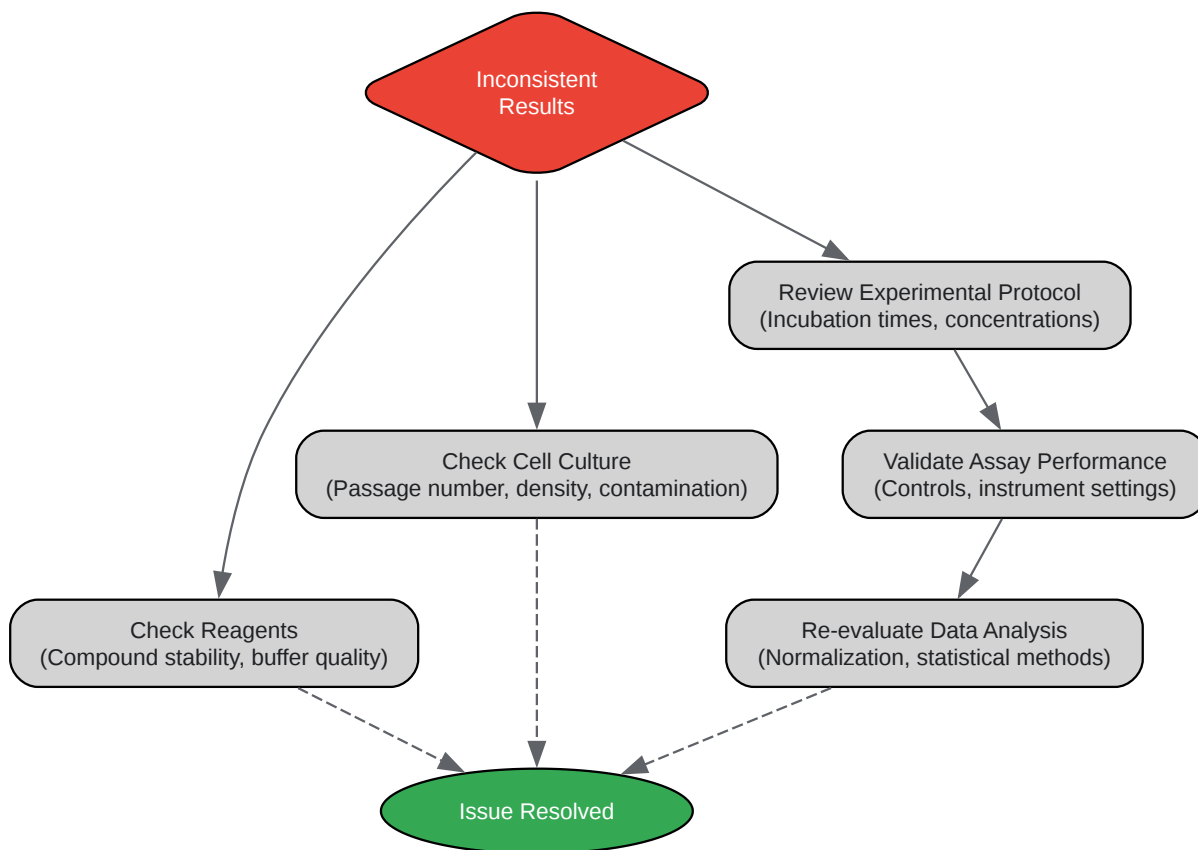 Inconsistent
Results
Review Experimental Protocol
(Incubation times, concentrations)
Check Cell Culture
(Passage number, density, contamination)
Validate Assay Performance
(Controls, instrument settings)
Check Reagents
(Compound stability, buffer quality)
Re-evaluate Data Analysis
(Normalization, statistical methods)
Issue Resolved